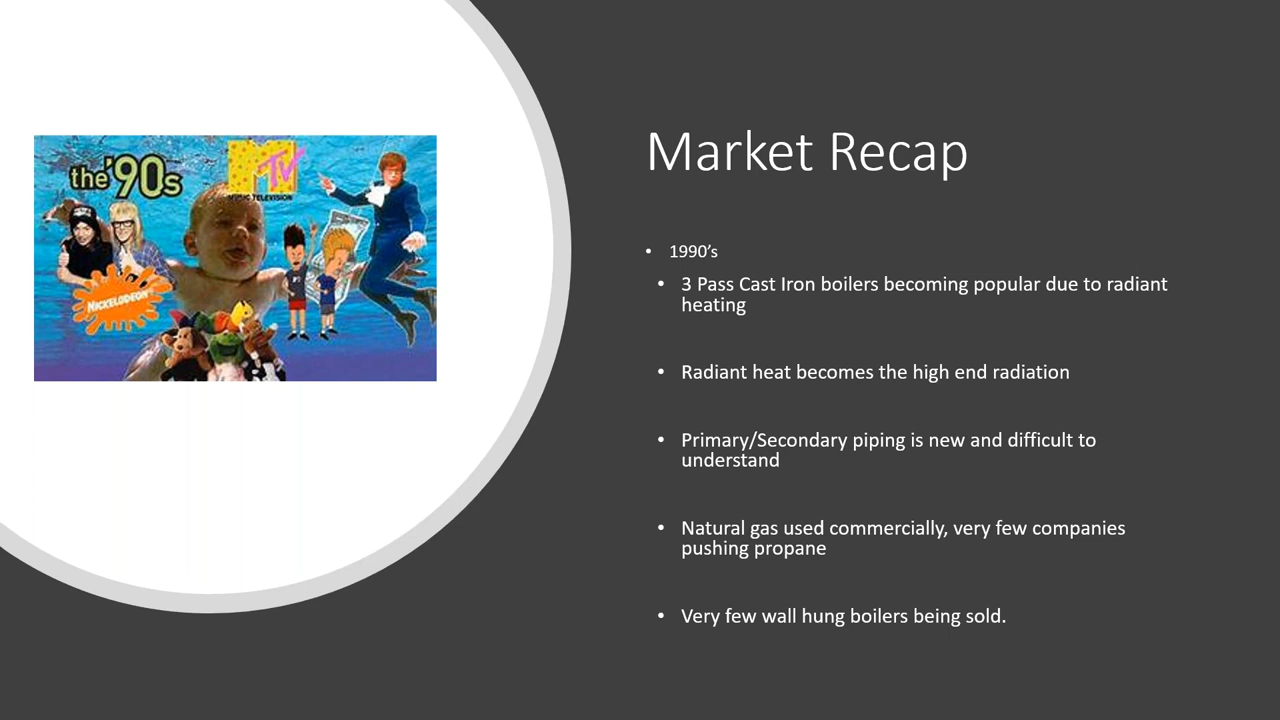 the '90s
MTV
MUSIC TELEVISION
NICKELODEON
Market Recap
• 1990’s
• 3 Pass Cast Iron boilers becoming popular due to radiant
heating
• Radiant heat becomes the high end radiation
• Primary/Secondary piping is new and difficult to
understand
• Natural gas used commercially, very few companies
pushing propane
• Very few wall hung boilers being sold.